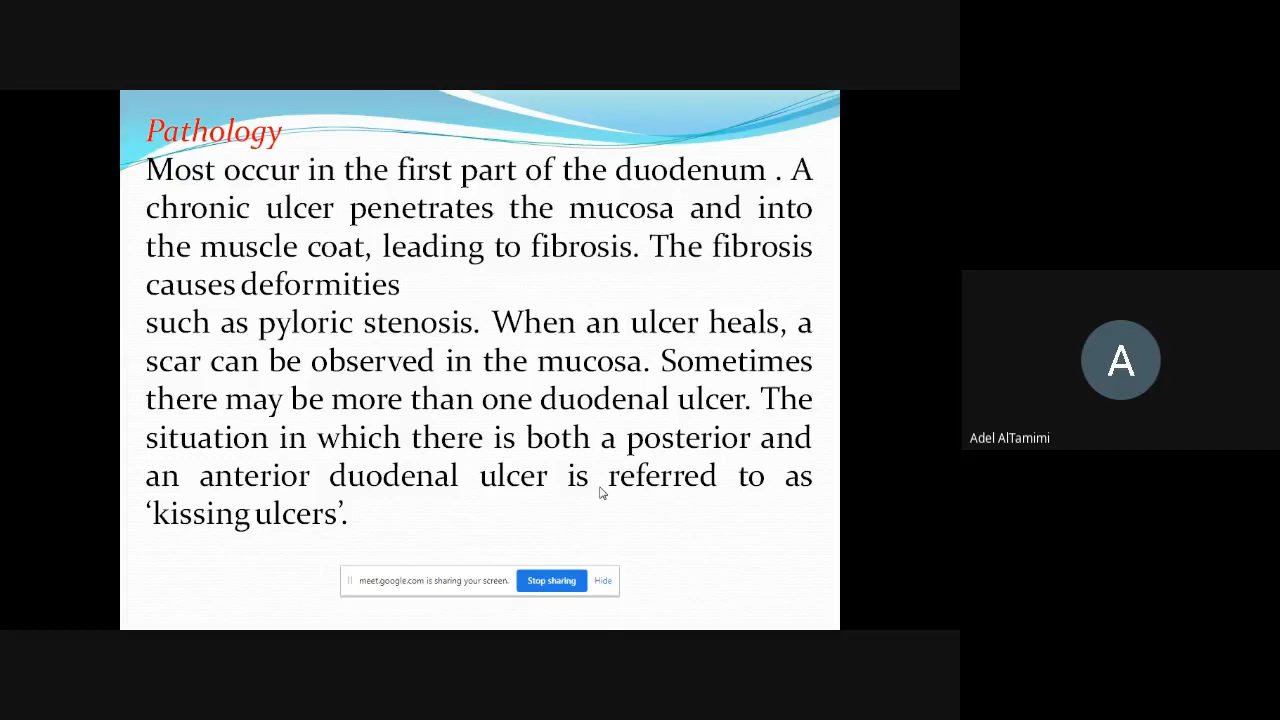 Pathology
Most occur in the first part of the duodenum . A
chronic ulcer penetrates the mucosa and into
the muscle coat, leading to fibrosis. The fibrosis
causes deformities
such as pyloric stenosis. When an ulcer heals, a
scar can be observed in the mucosa. Sometimes
there may be more than one duodenal ulcer. The
situation in which there is both a posterior and
an anterior duodenal ulcer is referred to as
‘kissing ulcers’.
meet.google.com is sharing your screen. Stop sharing Hide
A
Adel AlTamimi